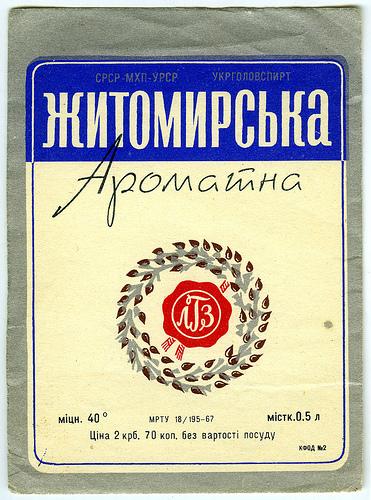 СРСР-МХП-УРСР УКРГОЛОВСПИРТ
ЖИТОМИРСЬКА
Ароматна
ЛГЗ
міцн. 40° МРТУ 18/195-67 містк. 0.5 л
Ціна 2 крб. 70 коп. без вартості посуду
КФОД №2